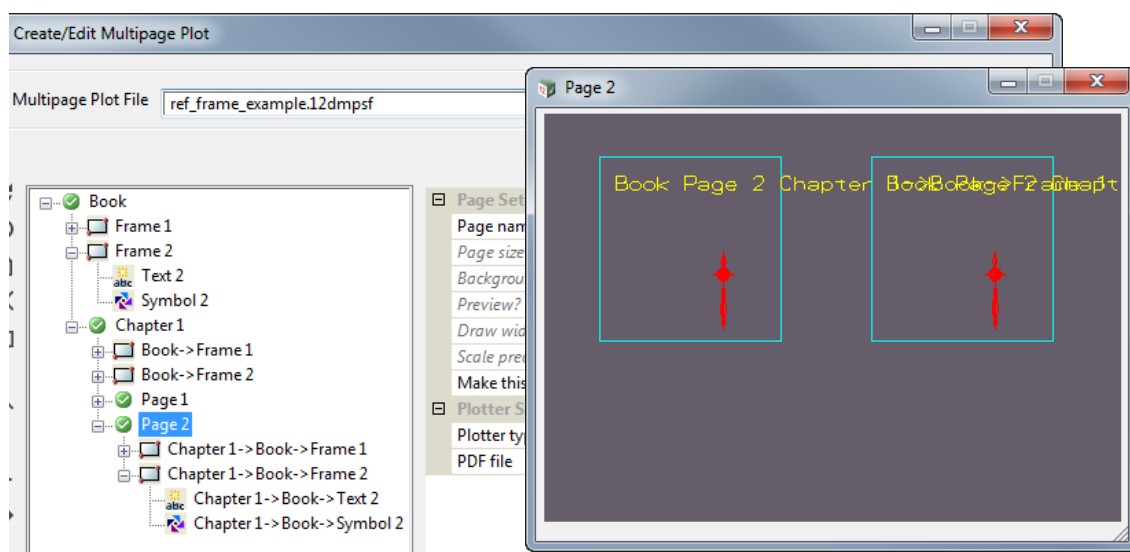 Create/Edit Multipage Plot
Multipage Plot File ref_frame_example.12dmpsf
Book
Frame 1
Frame 2
abc Text 2
Symbol 2
Chapter 1
Book->Frame 1
Book->Frame 2
Page 1
Page 2
Chapter 1->Book->Frame 1
Chapter 1->Book->Frame 2
abc Chapter 1->Book->Text 2
Chapter 1->Book->Symbol 2
Page Set
Page nam
Page size
Backgrou
Preview?
Draw wid
Scale pre
Make this
Plotter S
Plotter ty
PDF file
Page 2
Book Page 2 Chapter